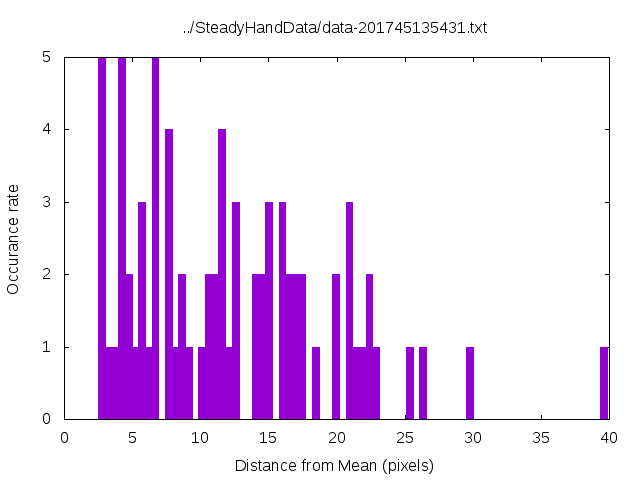 ../SteadyHandData/data-201745135431.txt
5
4
3
2
1
0
Occurance rate
0 5 10 15 20 25 30 35 40
Distance from Mean (pixels)